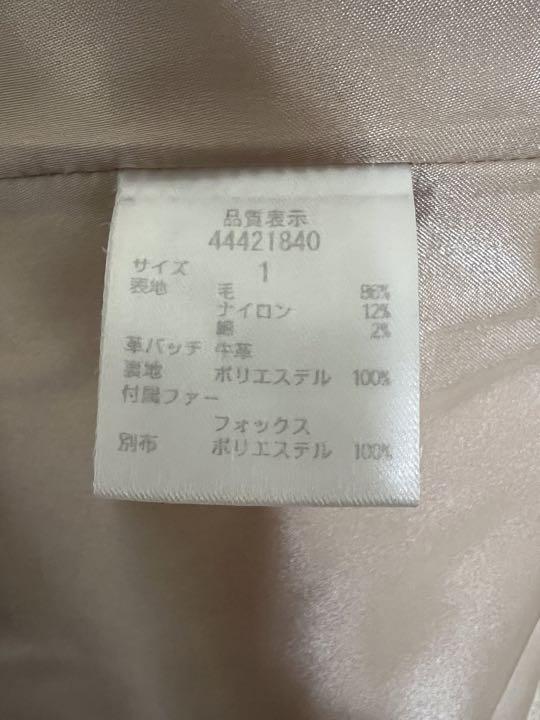 品質表示
44421840
サイズ 1
表地 毛 86%
ナイロン 12%
綿 2%
革パッチ 牛革
裏地 ポリエステル 100%
付属ファー
フォックス
別布 ポリエステル 100%